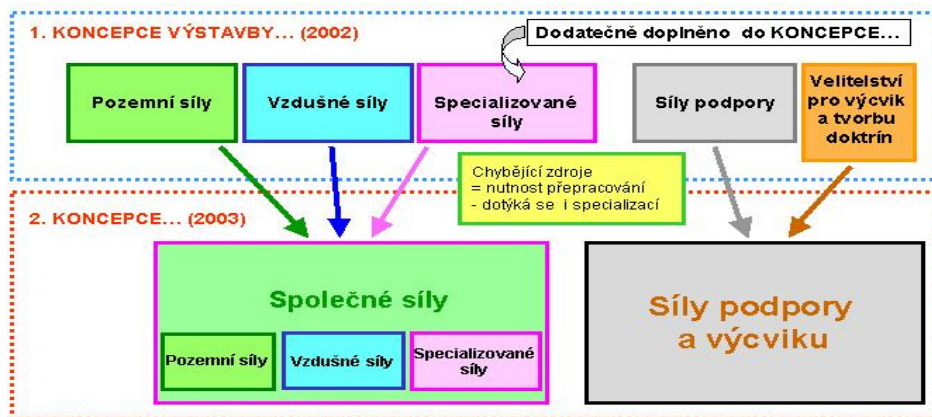 1. KONCEPCE VÝSTAVBY... (2002)
Dodatečně doplněno do KONCEPCE...
Pozemní síly
Vzdušné síly
Specializované
síly
Síly podpory
Velitelství
pro výcvik
a tvorbu
doktrín
Chybějící zdroje
= nutnost přepracování
- dotýká se i specializací
2. KONCEPCE... (2003)
Společné síly
Pozemní síly
Vzdušné síly
Specializované
síly
Síly podpory
a výcviku